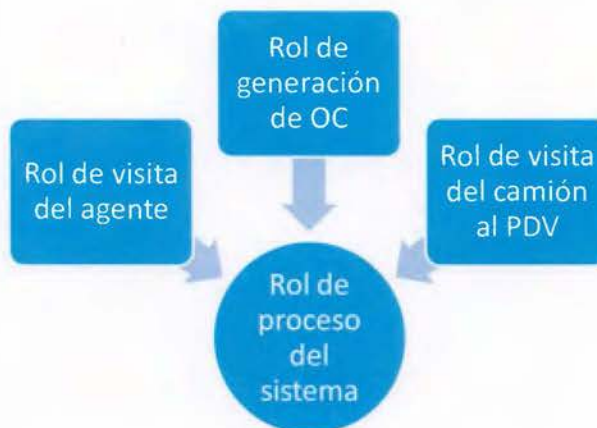 Rol de
generación
de OC
Rol de visita
del agente
Rol de visita
del camión
al PDV
Rol de
proceso
del
sistema